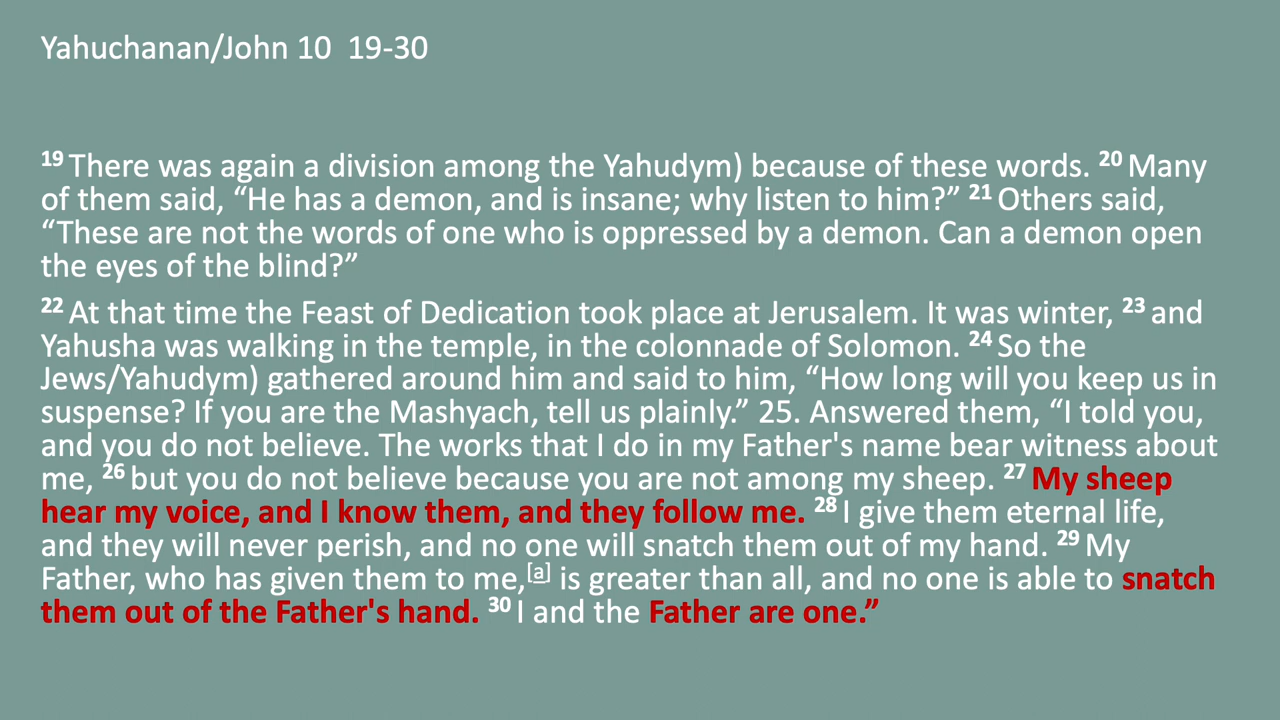 Yahuchanan/John 10  19-30
19 There was again a division among the Yahudym) because of these words. 20 Many
of them said, “He has a demon, and is insane; why listen to him?” 21 Others said,
“These are not the words of one who is oppressed by a demon. Can a demon open
the eyes of the blind?”
22 At that time the Feast of Dedication took place at Jerusalem. It was winter, 23 and
Yahusha was walking in the temple, in the colonnade of Solomon. 24 So the
Jews/Yahudym) gathered around him and said to him, “How long will you keep us in
suspense? If you are the Mashyach, tell us plainly.” 25. Answered them, “I told you,
and you do not believe. The works that I do in my Father's name bear witness about
me, 26 but you do not believe because you are not among my sheep. 27 My sheep
hear my voice, and I know them, and they follow me. 28 I give them eternal life,
and they will never perish, and no one will snatch them out of my hand. 29 My
Father, who has given them to me,[a] is greater than all, and no one is able to snatch
them out of the Father's hand. 30 I and the Father are one.”